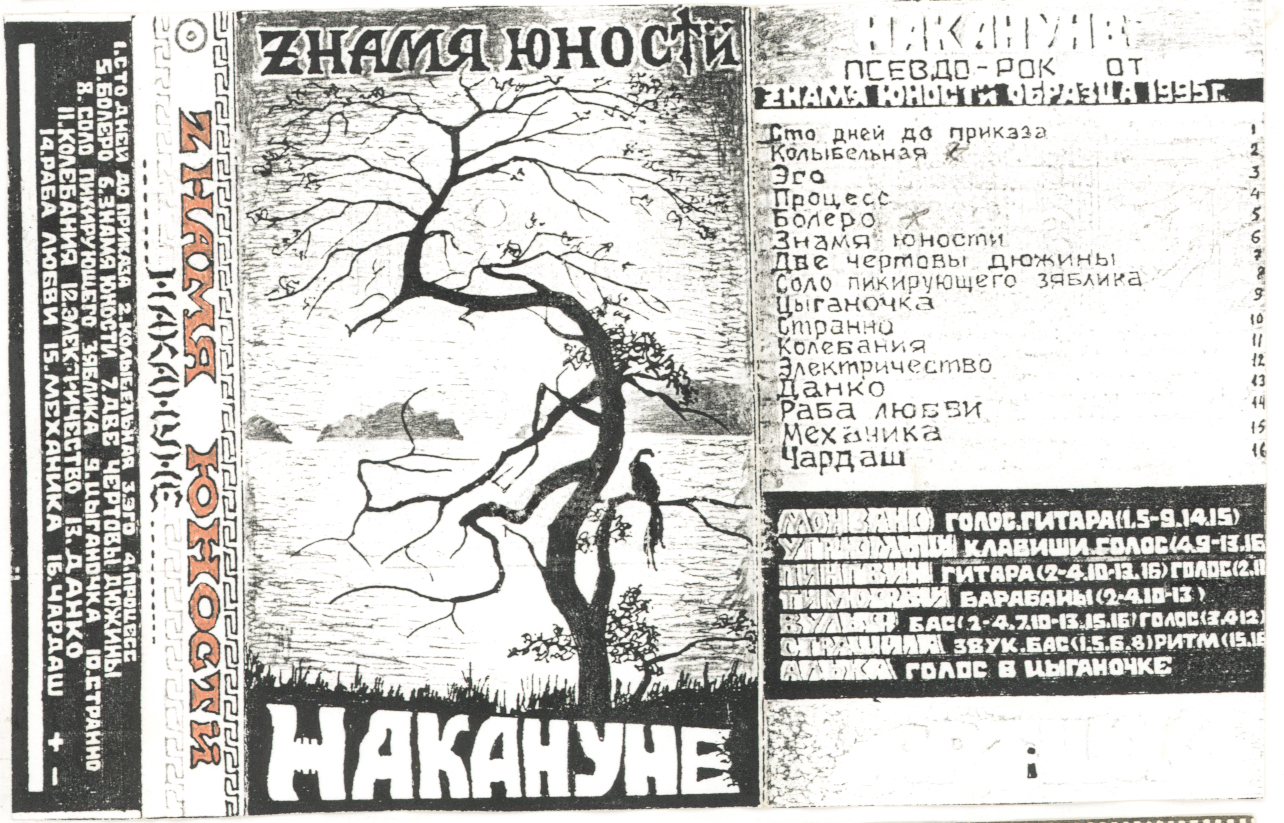 1.СТО ДНЕЙ ДО ПРИКАЗА 2.КОЛЫБЕЛЬНАЯ 3.ЭГО 4.ПРОЦЕСС
5.БОЛЕРО 6.ЗНАМЯ ЮНОСТИ 7.ДВЕ ЧЕРТОВЫ ДЮЖИНЫ
8.СОЛО ПИКИРУЮЩЕГО ЗЯБЛИКА 9.ЦЫГАНОЧКА 10.СТРАННО
11.КОЛЕБАНИЯ 12.ЭЛЕКТРИЧЕСТВО 13.ДАНКО
14.РАБА ЛЮБВИ 15.МЕХАНИКА 16.ЧАРДАШ + -
НАКАНУНЕ
ZНАМЯ ЮНОСТЙ
ZНАМЯ ЮНОСТЙ
НАКАНУНЕ
НАКАНУНЕ
ПСЕВДО-РОК ОТ
ZНАМЯ ЮНОСТИ ОБРАЗЦА 1995г.
Сто дней до приказа 1
Колыбельная 2
Эго 3
Процесс 4
Болеро 5
Знамя юности 6
Две чертовы дюжины 7
Соло пикирующего зяблика 8
Цыганочка 9
Странно 10
Колебания 11
Электричество 12
Данко 13
Раба любви 14
Механика 15
Чардаш 16
ГОЛОС.ГИТАРА(1.5-9.14.15)
КЛАВИШИ.ГОЛОС(4.9-13.16
ПИНГВИН ГИТАРА(2-4.10-13.16)ГОЛОС(2.11
БАРАБАНЫ(2-4.10-13)
БАС(2-4.7.10-13.15.16)ГОЛОС(3.4.12)
ЗВУК.БАС(1.5.6.8)РИТМ(15.16
ГОЛОС В ЦЫГАНОЧКЕ